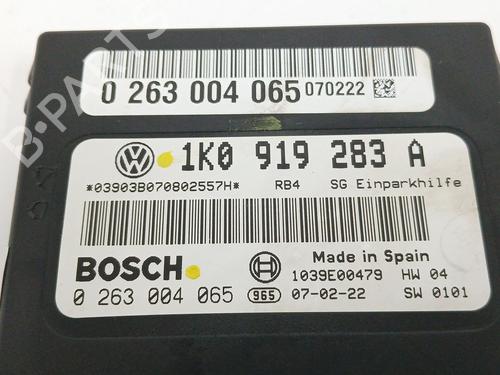 B-PARTS
0 263 004 065 070222
1K0 919 283 A
*03903B070802557H* RB4 SG Einparkhilfe
BOSCH Made in Spain
1039E00479 HW 04
0 263 004 065 965 07-02-22 SW 0101